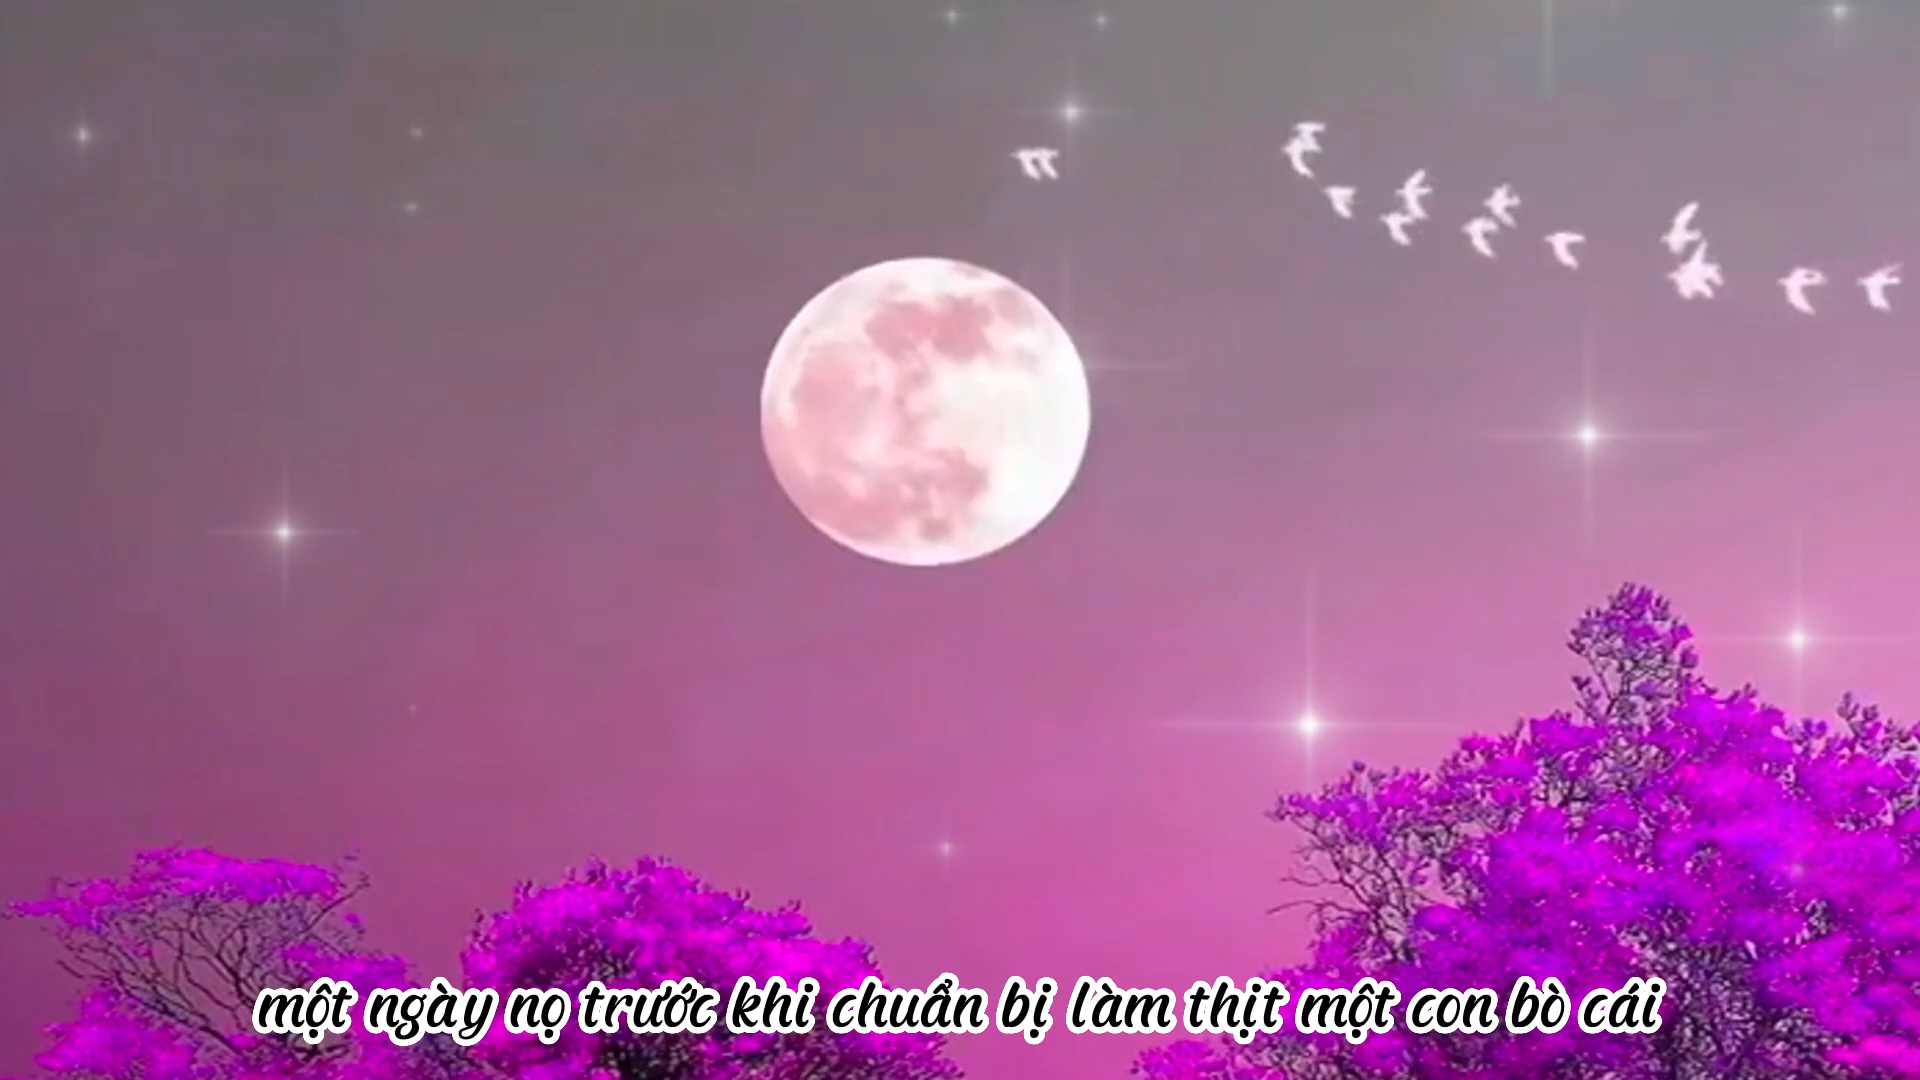 một ngày nọ trước khi chuẩn bị làm thịt một con bò cái